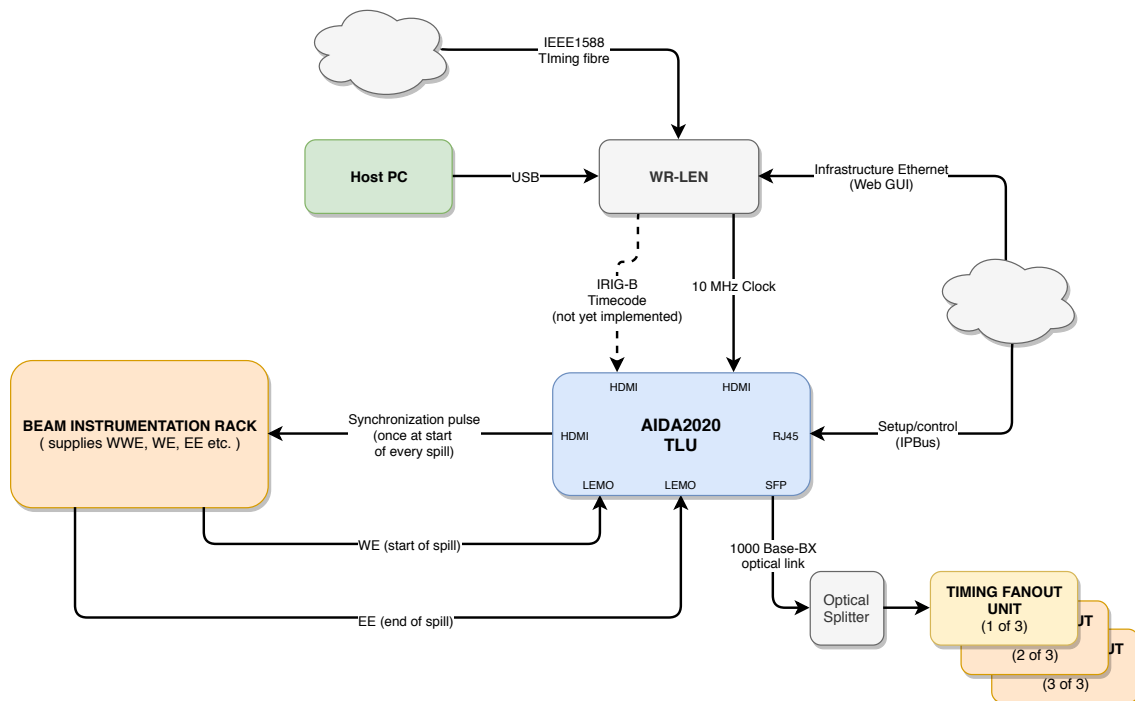 IEEE1588
TIming fibre
Host PC
USB
WR-LEN
Infrastructure Ethernet
(Web GUI)
IRIG-B
Timecode
(not yet implemented)
10 MHz Clock
HDMI
HDMI
BEAM INSTRUMENTATION RACK
( supplies WWE, WE, EE etc. )
Synchronization pulse
(once at start
of every spill)
HDMI
AIDA2020
TLU
RJ45
Setup/control
(IPBus)
LEMO
LEMO
SFP
WE (start of spill)
EE (end of spill)
1000 Base-BX
optical link
Optical
Splitter
TIMING FANOUT
UNIT
(1 of 3)
UT
(2 of 3)
UT
(3 of 3)